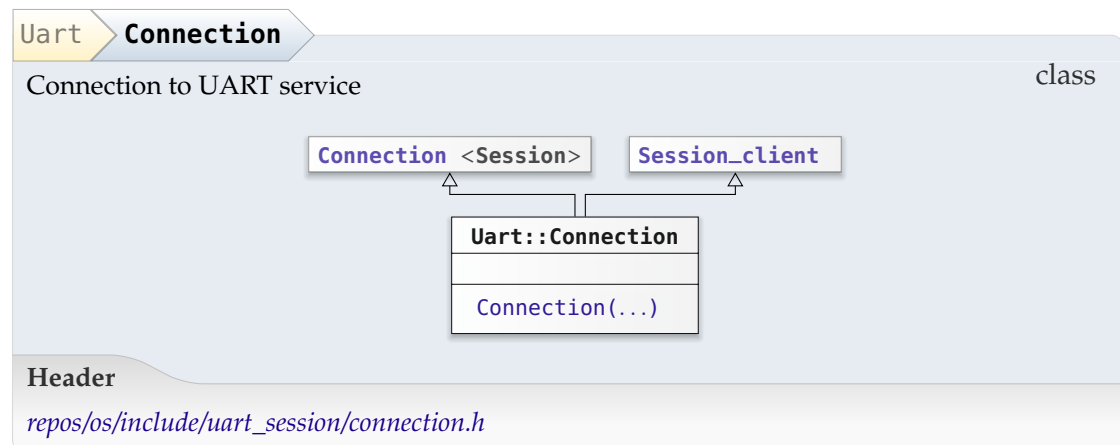 Uart Connection
Connection to UART service
class
Connection <Session>
Session_client
Uart::Connection
Connection(...)
Header
repos/os/include/uart_session/connection.h